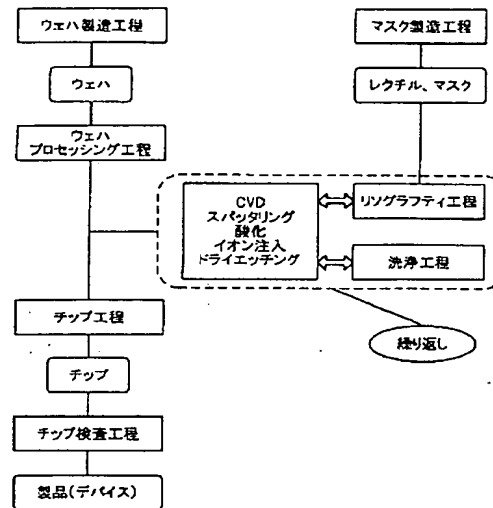 ウェハ製造工程
マスク製造工程
ウェハ
レクチル、マスク
ウェハ
プロセッシング工程
CVD
スパッタリング
酸化
イオン注入
ドライエッチング
リソグラフティ工程
洗浄工程
チップ工程
繰り返し
チップ
チップ検査工程
製品(デバイス)